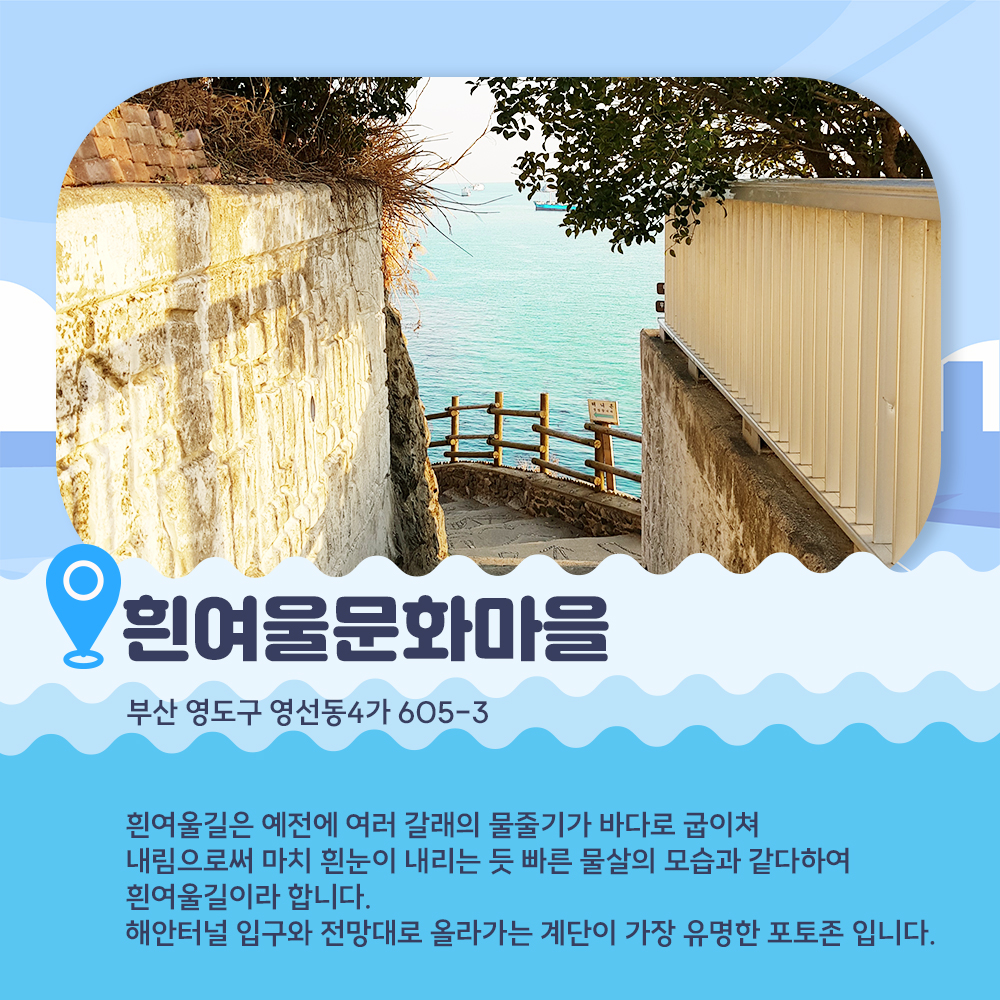 흰여울문화마을
부산 영도구 영선동4가 605-3
흰여울길은 예전에 여러 갈래의 물줄기가 바다로 굽이쳐
내림으로써 마치 흰눈이 내리는 듯 빠른 물살의 모습과 같다하여
흰여울길이라 합니다.
해안터널 입구와 전망대로 올라가는 계단이 가장 유명한 포토존 입니다.